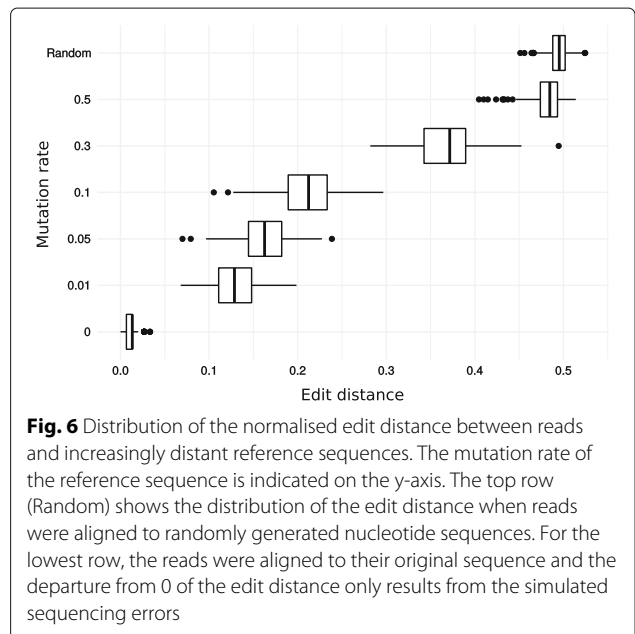 Random
0.5
0.3
0.1
0.05
0.01
0
Mutation rate
0.0 0.1 0.2 0.3 0.4 0.5
Edit distance
Fig. 6 Distribution of the normalised edit distance between reads
and increasingly distant reference sequences. The mutation rate of
the reference sequence is indicated on the y-axis. The top row
(Random) shows the distribution of the edit distance when reads
were aligned to randomly generated nucleotide sequences. For the
lowest row, the reads were aligned to their original sequence and the
departure from 0 of the edit distance only results from the simulated
sequencing errors